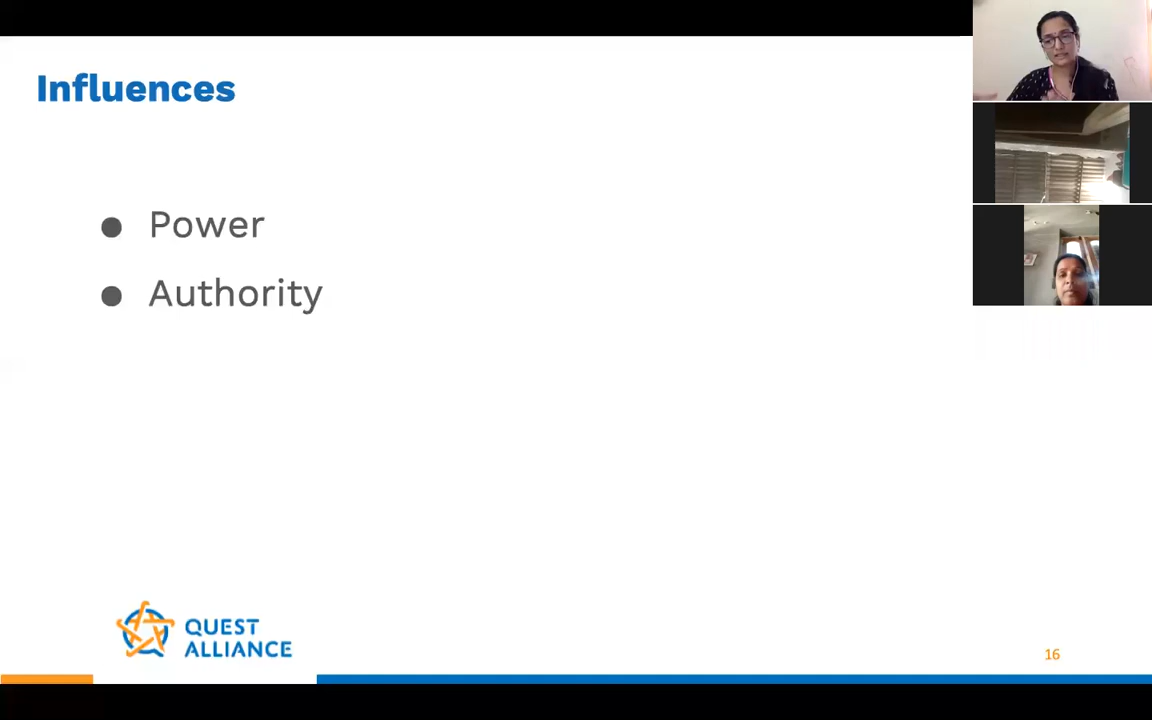 Influences
● Power
● Authority
QUEST
ALLIANCE
16